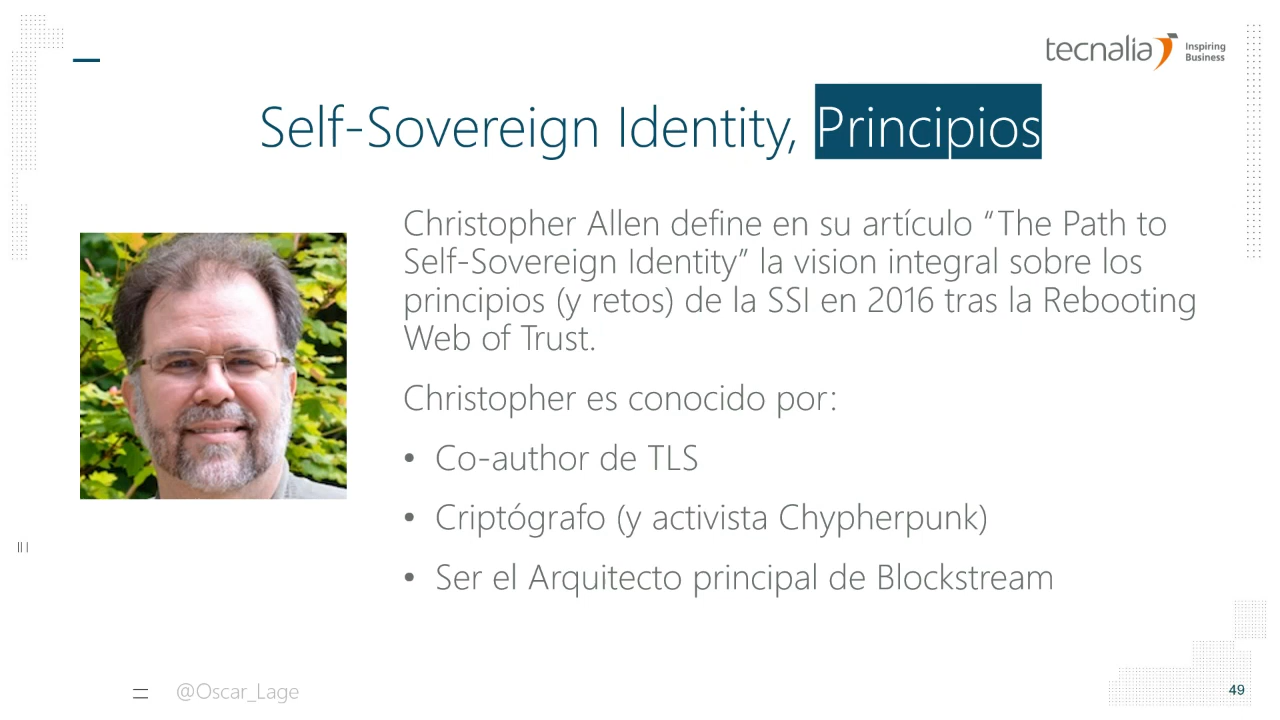 tecnalia Inspiring
Business
Self-Sovereign Identity, Principios
Christopher Allen define en su artículo “The Path to
Self-Sovereign Identity” la vision integral sobre los
principios (y retos) de la SSI en 2016 tras la Rebooting
Web of Trust.
Christopher es conocido por:
• Co-author de TLS
• Criptógrafo (y activista Chypherpunk)
• Ser el Arquitecto principal de Blockstream
@Oscar_Lage
49